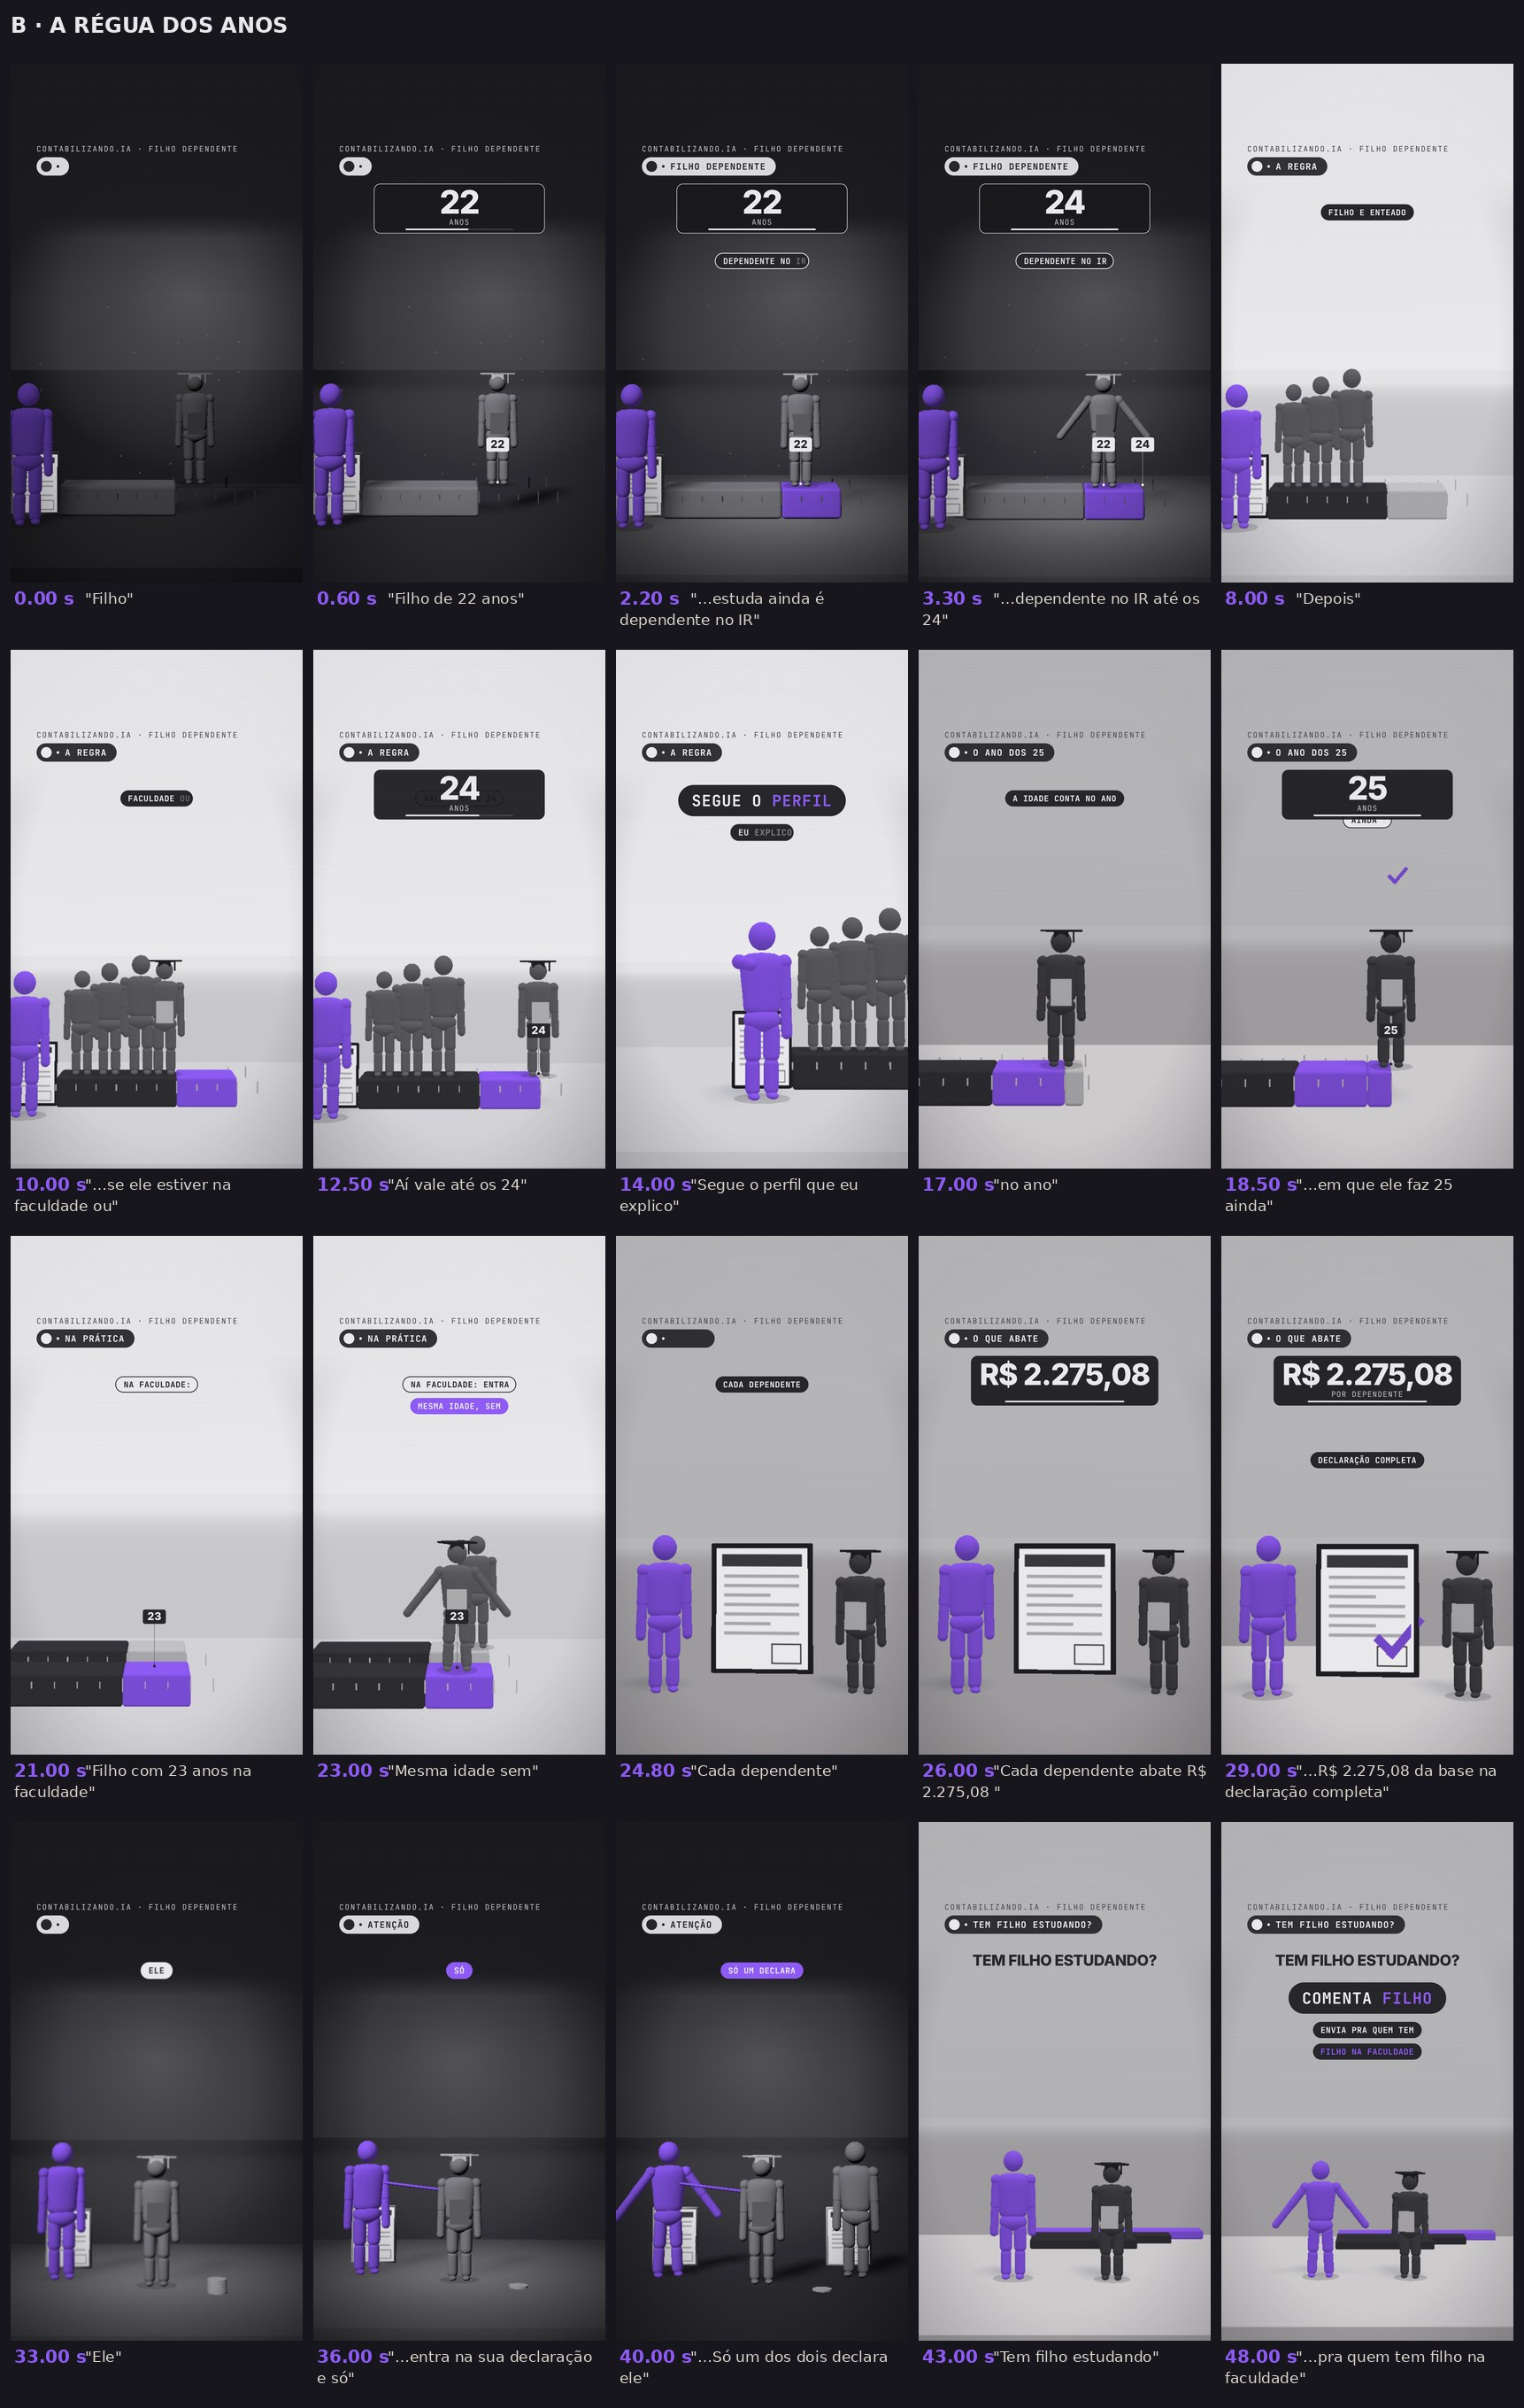 B · A RÉGUA DOS ANOS
CONTABILIZANDO.IA · FILHO DEPENDENTE
0.00 s "Filho"
CONTABILIZANDO.IA · FILHO DEPENDENTE
22
ANOS
22
0.60 s "Filho de 22 anos"
CONTABILIZANDO.IA · FILHO DEPENDENTE
• FILHO DEPENDENTE
22
ANOS
DEPENDENTE NO IR
22
2.20 s "...estuda ainda é
dependente no IR"
CONTABILIZANDO.IA · FILHO DEPENDENTE
• FILHO DEPENDENTE
24
ANOS
DEPENDENTE NO IR
22 24
3.30 s "...dependente no IR até os
24"
CONTABILIZANDO.IA · FILHO DEPENDENTE
• A REGRA
FILHO E ENTEADO
8.00 s "Depois"
CONTABILIZANDO.IA · FILHO DEPENDENTE
• A REGRA
FACULDADE OU
10.00 s "...se ele estiver na
faculdade ou"
CONTABILIZANDO.IA · FILHO DEPENDENTE
• A REGRA
24
ANOS
24
12.50 s "Aí vale até os 24"
CONTABILIZANDO.IA · FILHO DEPENDENTE
• A REGRA
SEGUE O PERFIL
EU EXPLICO
14.00 s "Segue o perfil que eu
explico"
CONTABILIZANDO.IA · FILHO DEPENDENTE
• O ANO DOS 25
A IDADE CONTA NO ANO
17.00 s "no ano"
CONTABILIZANDO.IA · FILHO DEPENDENTE
• O ANO DOS 25
25
ANOS
AINDA
25
18.50 s "...em que ele faz 25
ainda"
CONTABILIZANDO.IA · FILHO DEPENDENTE
• NA PRÁTICA
NA FACULDADE:
23
21.00 s "Filho com 23 anos na
faculdade"
CONTABILIZANDO.IA · FILHO DEPENDENTE
• NA PRÁTICA
NA FACULDADE: ENTRA
MESMA IDADE, SEM
23
23.00 s "Mesma idade sem"
CONTABILIZANDO.IA · FILHO DEPENDENTE
CADA DEPENDENTE
24.80 s "Cada dependente"
CONTABILIZANDO.IA · FILHO DEPENDENTE
• O QUE ABATE
R$ 2.275,08
26.00 s "Cada dependente abate R$
2.275,08 "
CONTABILIZANDO.IA · FILHO DEPENDENTE
• O QUE ABATE
R$ 2.275,08
POR DEPENDENTE
DECLARAÇÃO COMPLETA
29.00 s "...R$ 2.275,08 da base na
declaração completa"
CONTABILIZANDO.IA · FILHO DEPENDENTE
ELE
33.00 s "Ele"
CONTABILIZANDO.IA · FILHO DEPENDENTE
• ATENÇÃO
SÓ
36.00 s "...entra na sua declaração
e só"
CONTABILIZANDO.IA · FILHO DEPENDENTE
• ATENÇÃO
SÓ UM DECLARA
40.00 s "...Só um dos dois declara
ele"
CONTABILIZANDO.IA · FILHO DEPENDENTE
• TEM FILHO ESTUDANDO?
TEM FILHO ESTUDANDO?
43.00 s "Tem filho estudando"
CONTABILIZANDO.IA · FILHO DEPENDENTE
• TEM FILHO ESTUDANDO?
TEM FILHO ESTUDANDO?
COMENTA FILHO
ENVIA PRA QUEM TEM
FILHO NA FACULDADE
48.00 s "...pra quem tem filho na
faculdade"